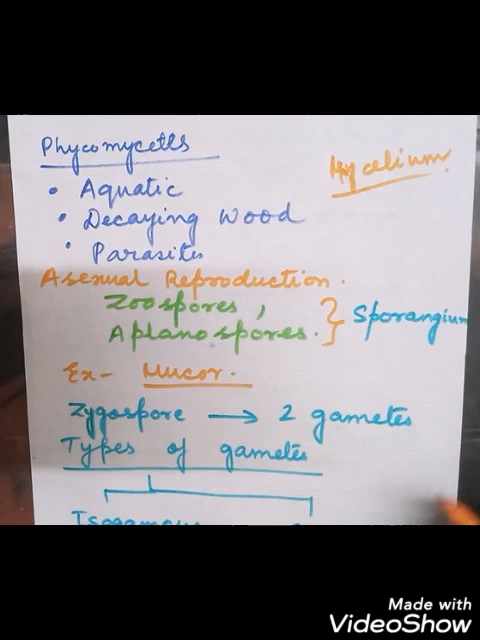 Phycomycetes
Mycelium
• Aquatic
• Decaying Wood
• Parasites
Asexual Reproduction.
Zoospores,
Aplanospores. } Sporangium
Ex- Mucor.
Zygospore → 2 gametes
Types of gametes
Isogamous
Made with
VideoShow